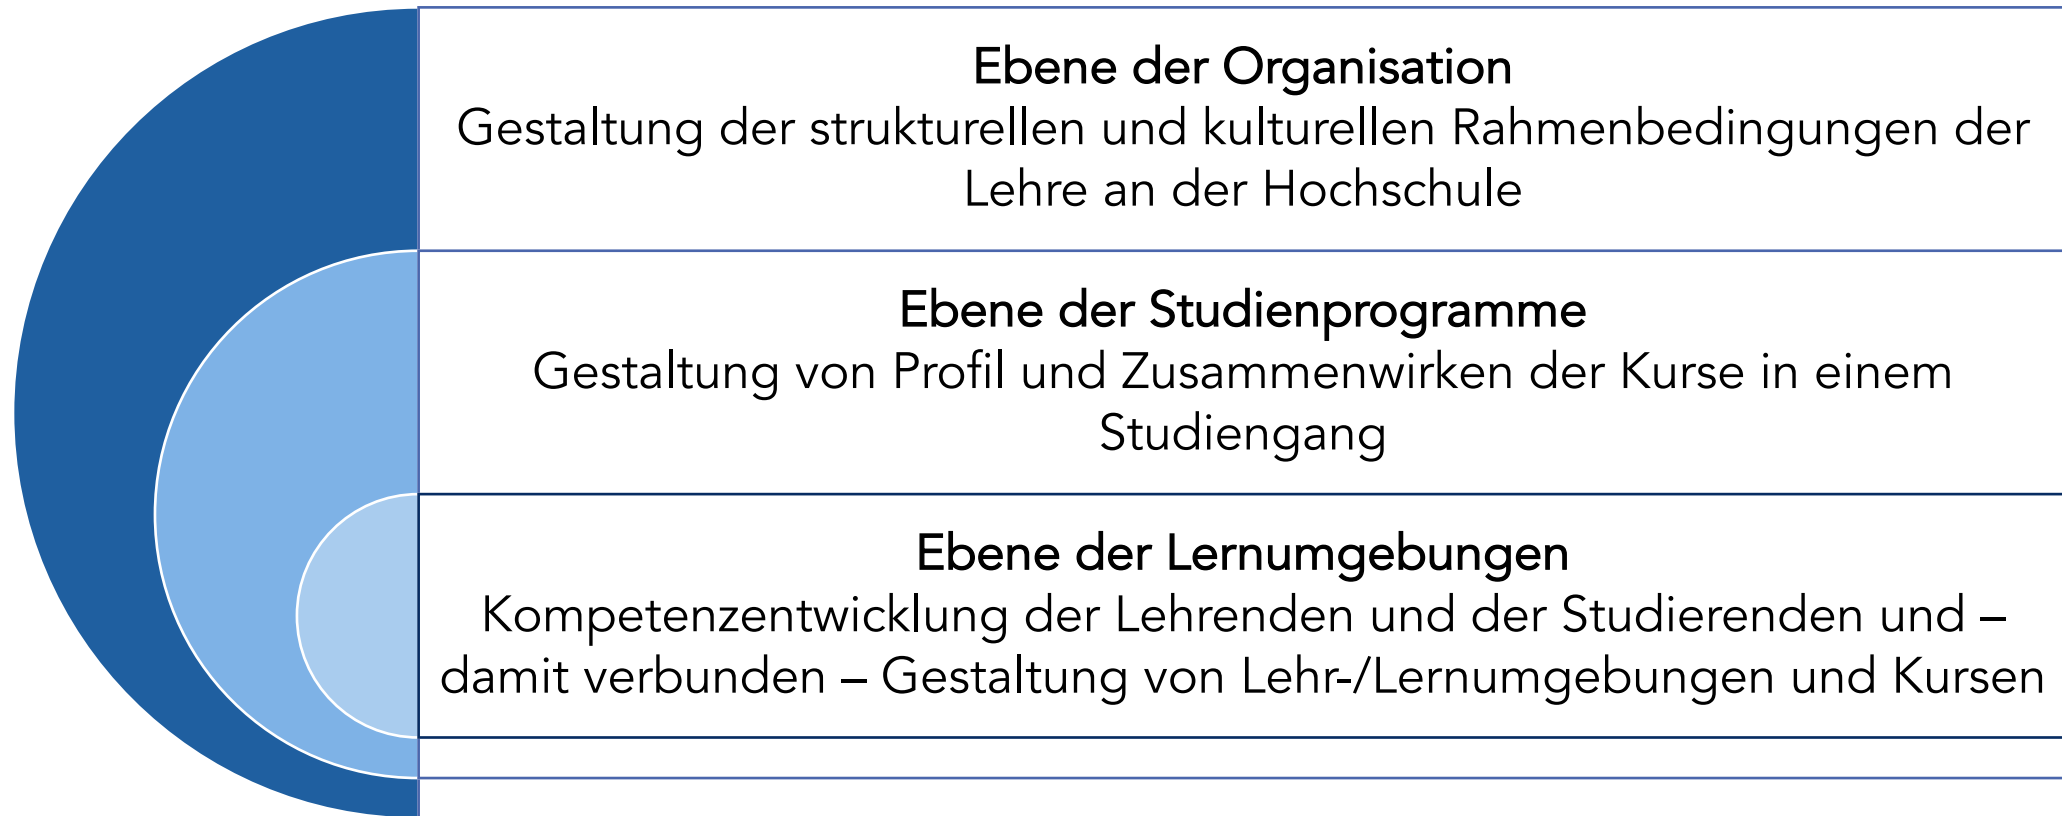 Ebene der Organisation
Gestaltung der strukturellen und kulturellen Rahmenbedingungen der
Lehre an der Hochschule
Ebene der Studienprogramme
Gestaltung von Profil und Zusammenwirken der Kurse in einem
Studiengang
Ebene der Lernumgebungen
Kompetenzentwicklung der Lehrenden und der Studierenden und –
damit verbunden – Gestaltung von Lehr-/Lernumgebungen und Kursen